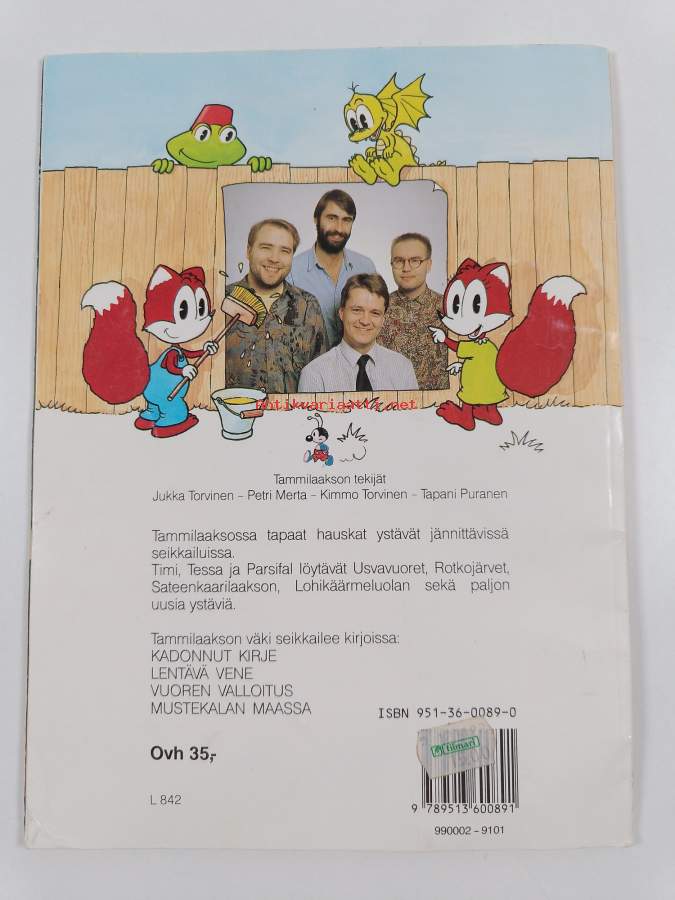 antikvariaatti.net
Tammilaakson tekijät
Jukka Torvinen – Petri Merta – Kimmo Torvinen – Tapani Puranen
Tammilaaksossa tapaat hauskat ystävät jännittävissä
seikkailuissa.
Timi, Tessa ja Parsifal löytävät Usvavuoret, Rotkojärvet,
Sateenkaarilaakson, Lohikäärmeluolan sekä paljon
uusia ystäviä.
Tammilaakson väki seikkailee kirjoissa:
KADONNUT KIRJE
LENTÄVÄ VENE
VUOREN VALLOITUS
MUSTEKALAN MAASSA
ISBN 951-36-0089-0
Ovh 35,-
filmari
L 842
9 789513 600891
990002 – 9101